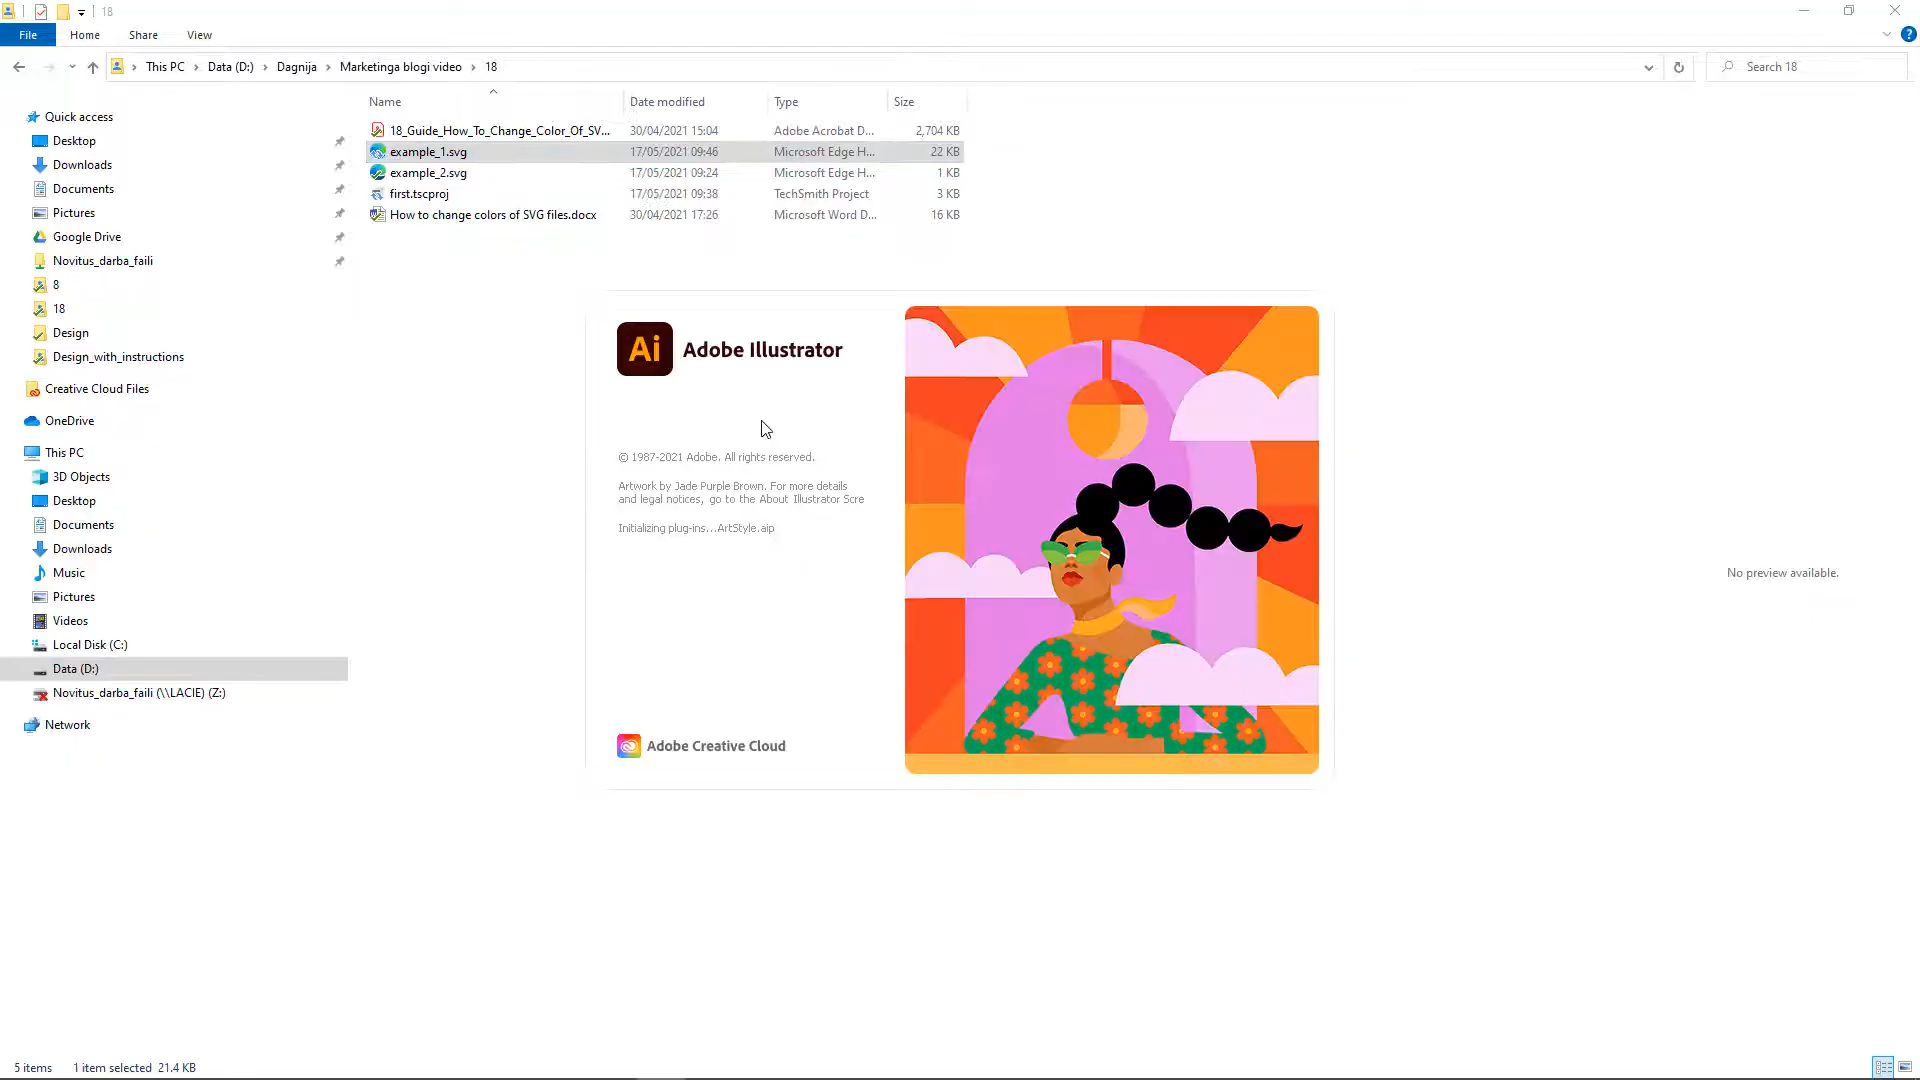 18
File Home Share View
This PC Data (D:) Dagnija Marketinga blogi video 18
Search 18
Name Date modified Type Size
18_Guide_How_To_Change_Color_Of_SV... 30/04/2021 15:04 Adobe Acrobat D... 2,704 KB
example_1.svg 17/05/2021 09:46 Microsoft Edge H... 22 KB
example_2.svg 17/05/2021 09:24 Microsoft Edge H... 1 KB
first.tscproj 17/05/2021 09:38 TechSmith Project 3 KB
How to change colors of SVG files.docx 30/04/2021 17:26 Microsoft Word D... 16 KB
Quick access
Desktop
Downloads
Documents
Pictures
Google Drive
Novitus_darba_faili
8
18
Design
Design_with_instructions
Creative Cloud Files
OneDrive
This PC
3D Objects
Desktop
Documents
Downloads
Music
Pictures
Videos
Local Disk (C:)
Data (D:)
Novitus_darba_faili (\\LACIE) (Z:)
Network
Ai Adobe Illustrator
© 1987-2021 Adobe. All rights reserved.
Artwork by Jade Purple Brown. For more details
and legal notices, go to the About Illustrator Scre
Initializing plug-ins...ArtStyle.aip
Adobe Creative Cloud
No preview available.
5 items 1 item selected 21.4 KB